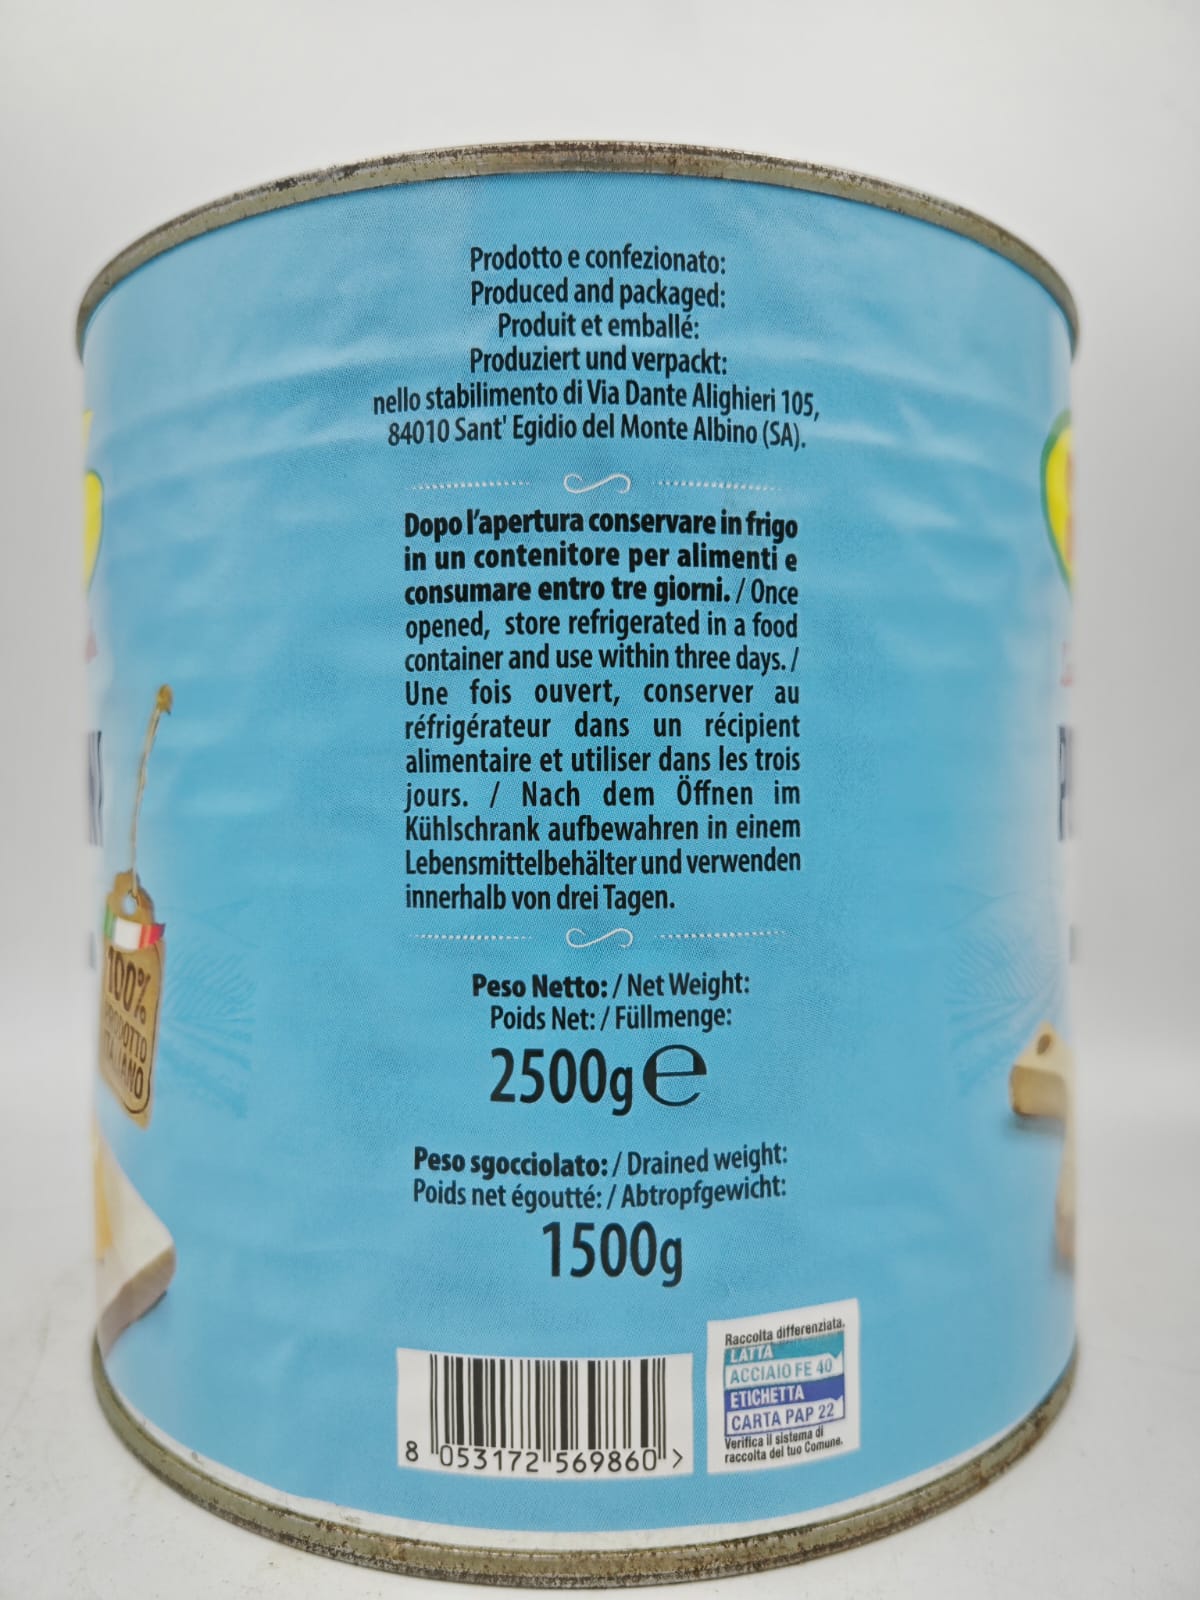 Prodotto e confezionato:
Produced and packaged:
Produit et emballé:
Produziert und verpackt:
nello stabilimento di Via Dante Alighieri 105,
84010 Sant' Egidio del Monte Albino (SA).
Dopo l'apertura conservare in frigo
in un contenitore per alimenti e
consumare entro tre giorni. / Once
opened, store refrigerated in a food
container and use within three days. /
Une fois ouvert, conserver au
réfrigérateur dans un récipient
alimentaire et utiliser dans les trois
jours. / Nach dem Öffnen im
Kühlschrank aufbewahren in einem
Lebensmittelbehälter und verwenden
innerhalb von drei Tagen.
Peso Netto: / Net Weight:
Poids Net: / Füllmenge:
2500g e
Peso sgocciolato: / Drained weight:
Poids net égoutté: / Abtropfgewicht:
1500g
8 053172 569860 >
Raccolta differenziata.
LATTA
ACCIAIO FE 40
ETICHETTA
CARTA PAP 22
Verifica il sistema di
raccolta del tuo Comune.
100%